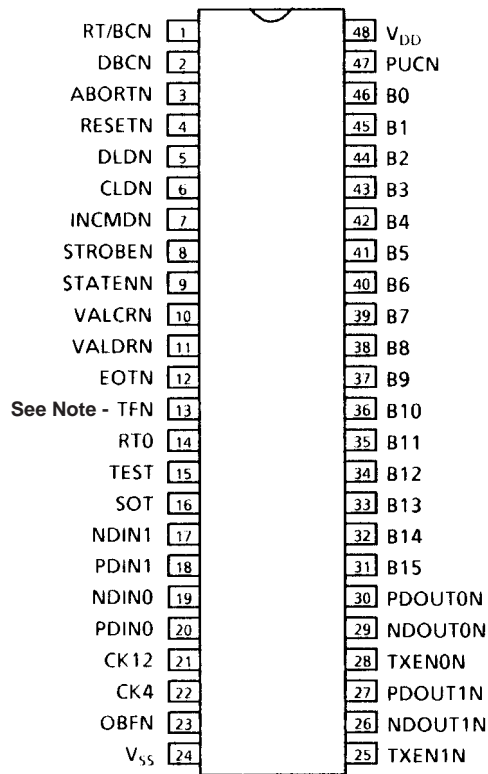 RT/BCN 1 48 VDD
DBCN 2 47 PUCN
ABORTN 3 46 B0
RESETN 4 45 B1
DLDN 5 44 B2
CLDN 6 43 B3
INCMDN 7 42 B4
STROBEN 8 41 B5
STATENN 9 40 B6
VALCRN 10 39 B7
VALDRN 11 38 B8
EOTN 12 37 B9
See Note - TFN 13 36 B10
RT0 14 35 B11
TEST 15 34 B12
SOT 16 33 B13
NDIN1 17 32 B14
PDIN1 18 31 B15
NDIN0 19 30 PDOUT0N
PDIN0 20 29 NDOUT0N
CK12 21 28 TXEN0N
CK4 22 27 PDOUT1N
OBFN 23 26 NDOUT1N
VSS 24 25 TXEN1N